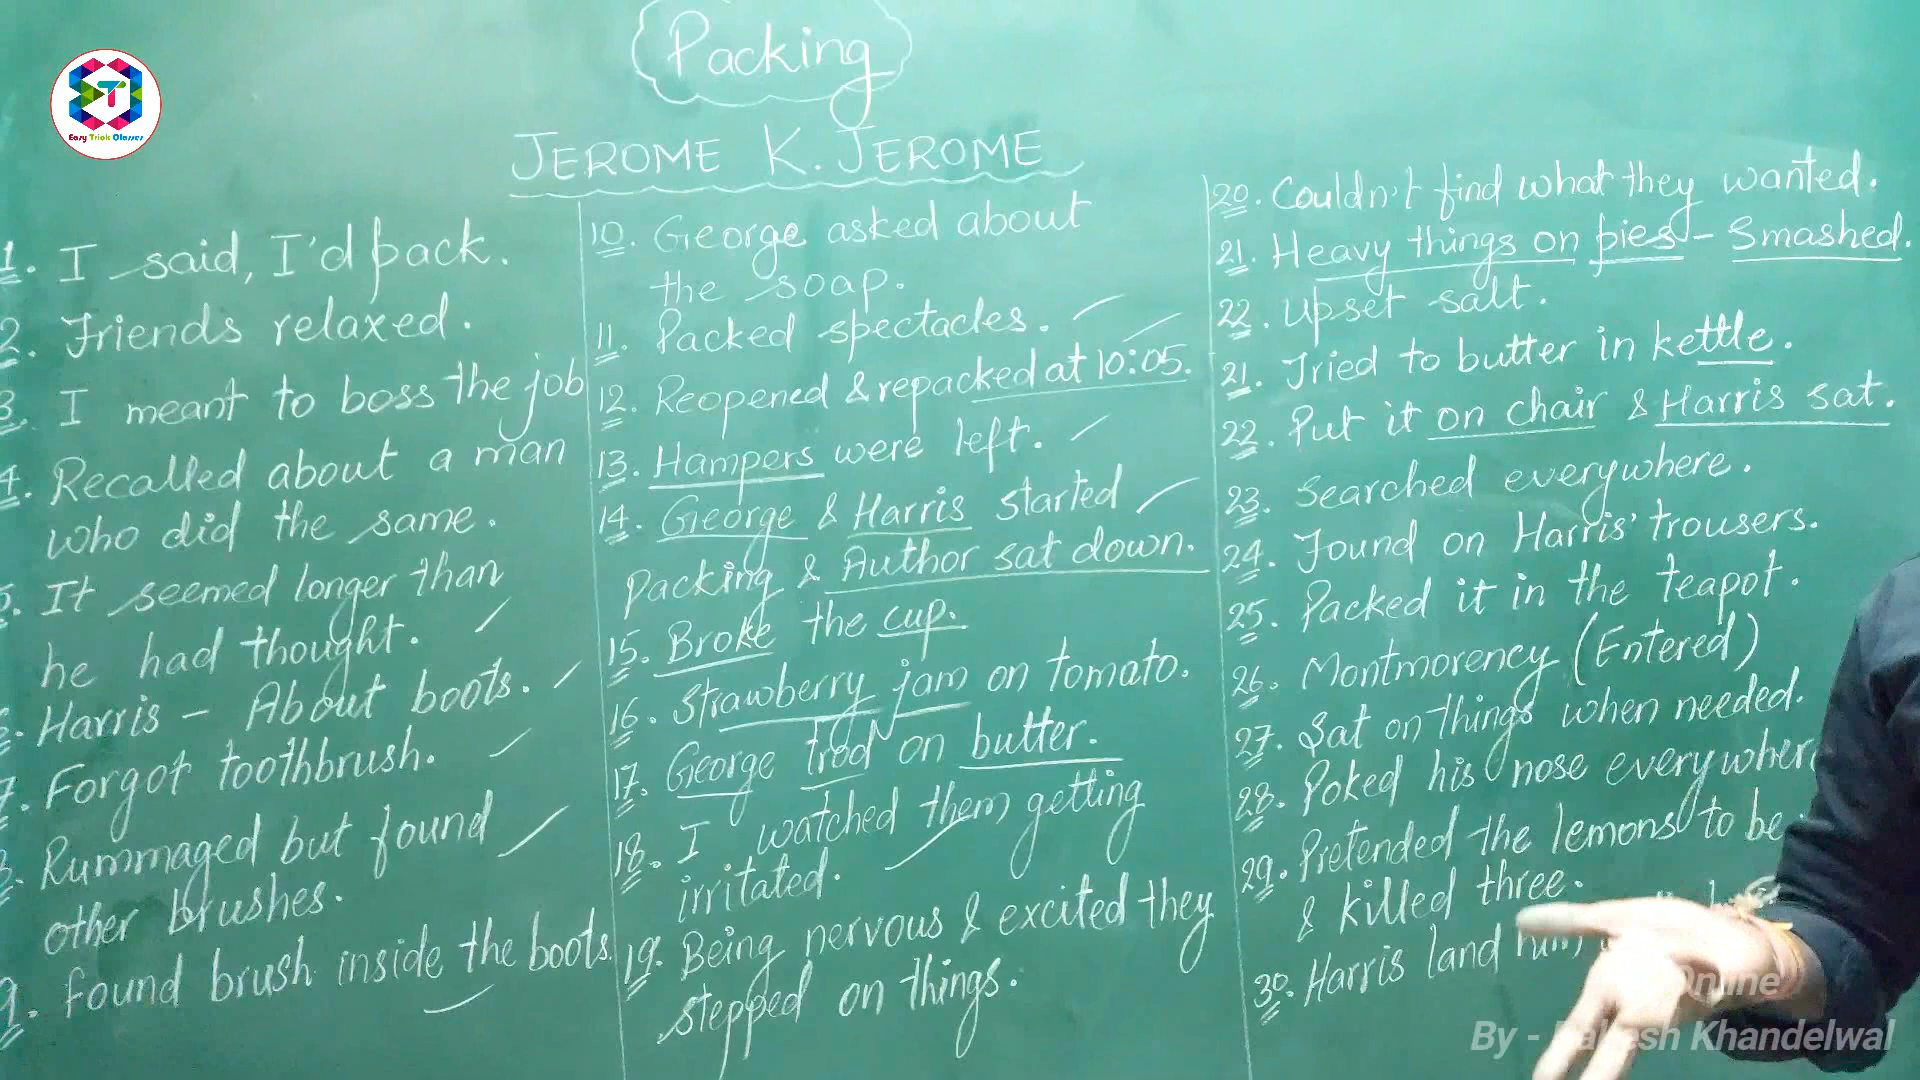 Packing
JEROME K. JEROME
Easy Trick Classes
1. I said, I'd pack.
2. Friends relaxed.
3. I meant to boss the job
4. Recalled about a man
who did the same.
5. It seemed longer than
he had thought.
6. Harris - About boots.
7. Forgot toothbrush.
8. Rummaged but found
other brushes.
9. found brush inside the boots.
10. George asked about
the soap.
11. Packed spectacles.
12. Reopened & repacked at 10:05.
13. Hampers were left.
14. George & Harris started
packing & Author sat down.
15. Broke the cup.
16. Strawberry jam on tomato.
17. George trod on butter.
18. I watched them getting
irritated.
19. Being nervous & excited they
stepped on things.
20. Couldn't find what they wanted.
21. Heavy things on pies - Smashed.
22. Upset salt.
21. Tried to butter in kettle.
22. Put it on chair & Harris sat.
23. Searched everywhere.
24. Found on Harris' trousers.
25. Packed it in the teapot.
26. Montmorency (Entered)
27. Sat on things when needed.
28. Poked his nose everywhere
29. Pretended the lemons to be
& killed three.
30. Harris land him
Online
By - Khandelwal